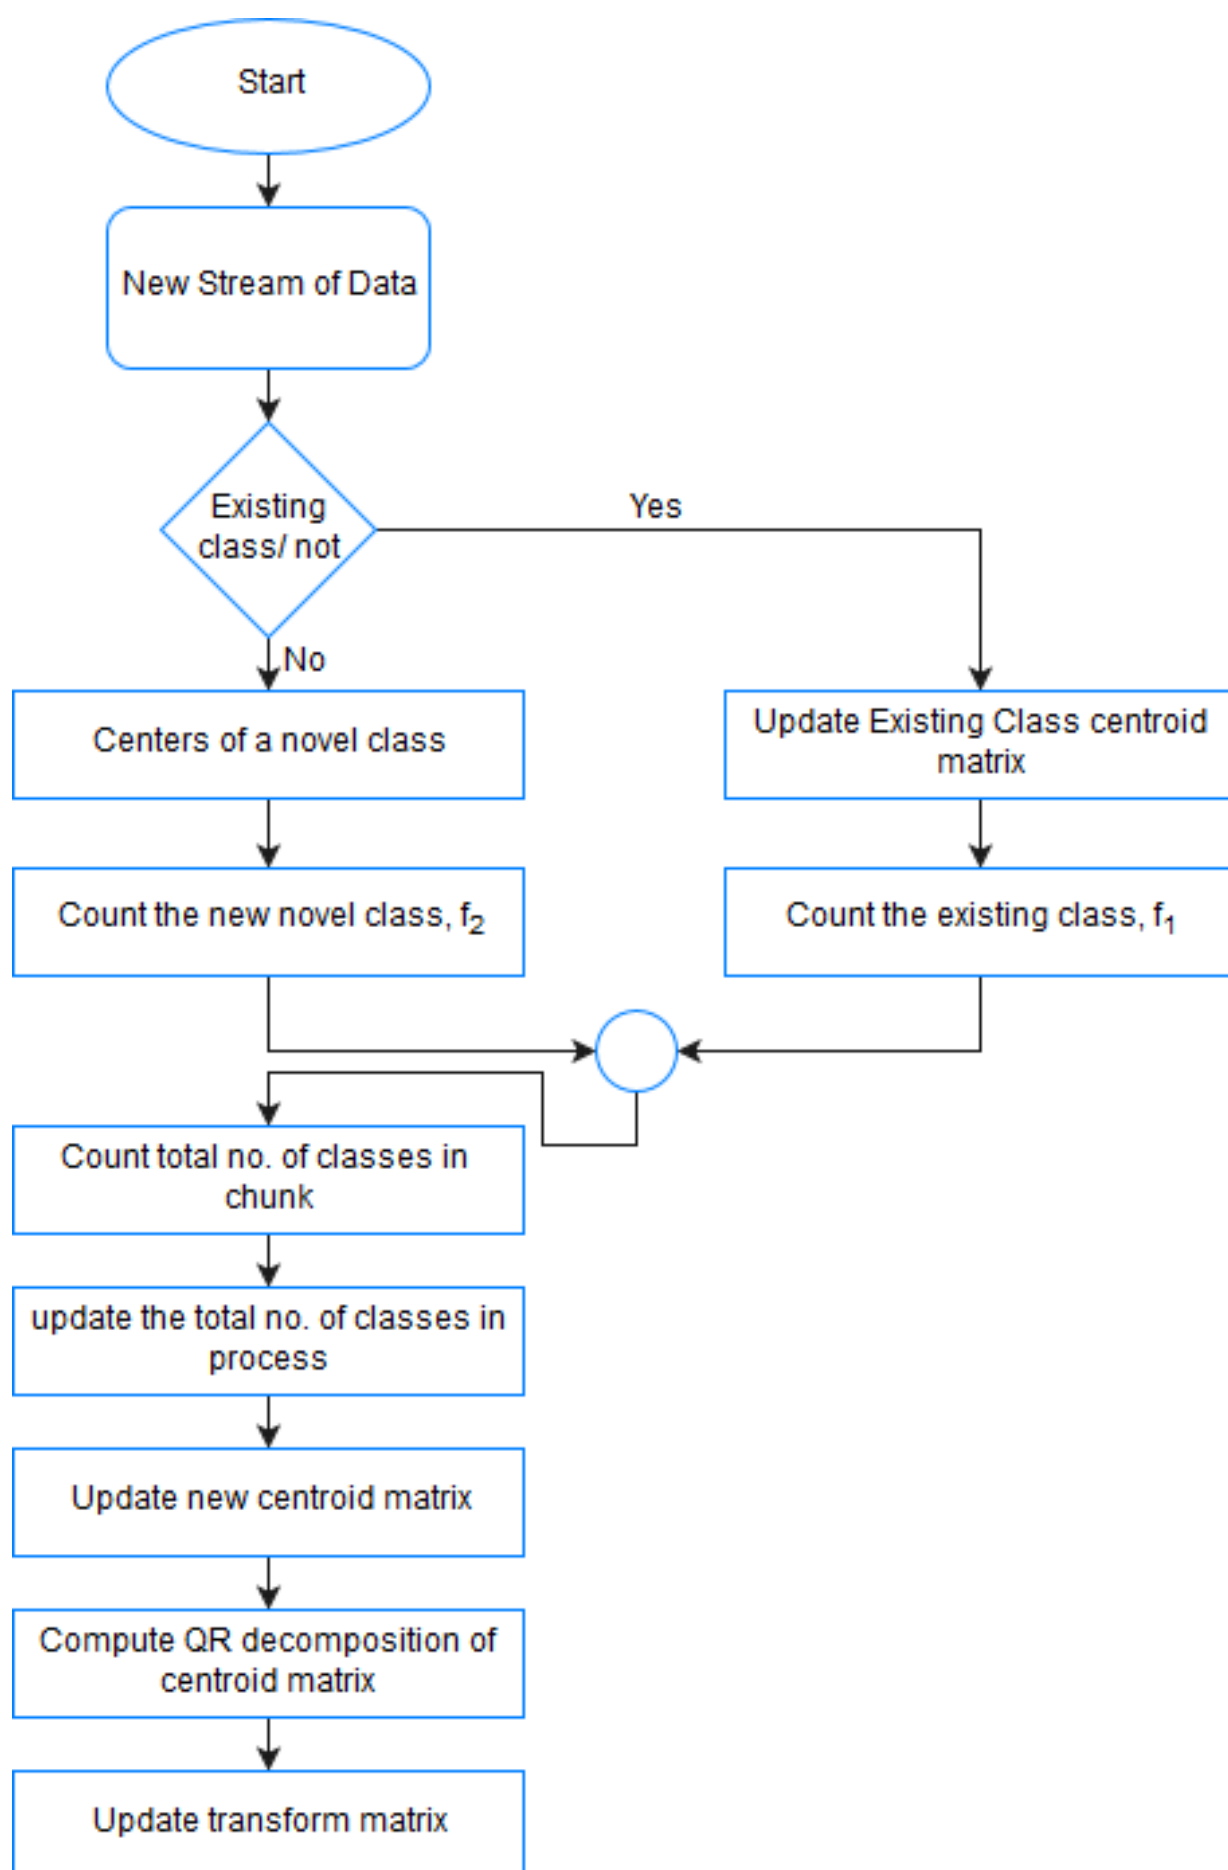 Start
New Stream of Data
Existing
class/ not
Yes
No
Centers of a novel class
Update Existing Class centroid
matrix
Count the new novel class, f₂
Count the existing class, f₁
Count total no. of classes in
chunk
update the total no. of classes in
process
Update new centroid matrix
Compute QR decomposition of
centroid matrix
Update transform matrix